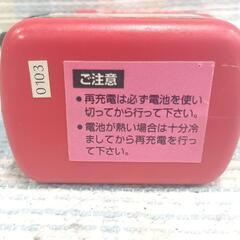 ご注意
●再充電は必ず電池を使い
切ってから行って下さい。
●電池が熱い場合は十分冷
ましてから再充電を行っ
て下さい。
0103